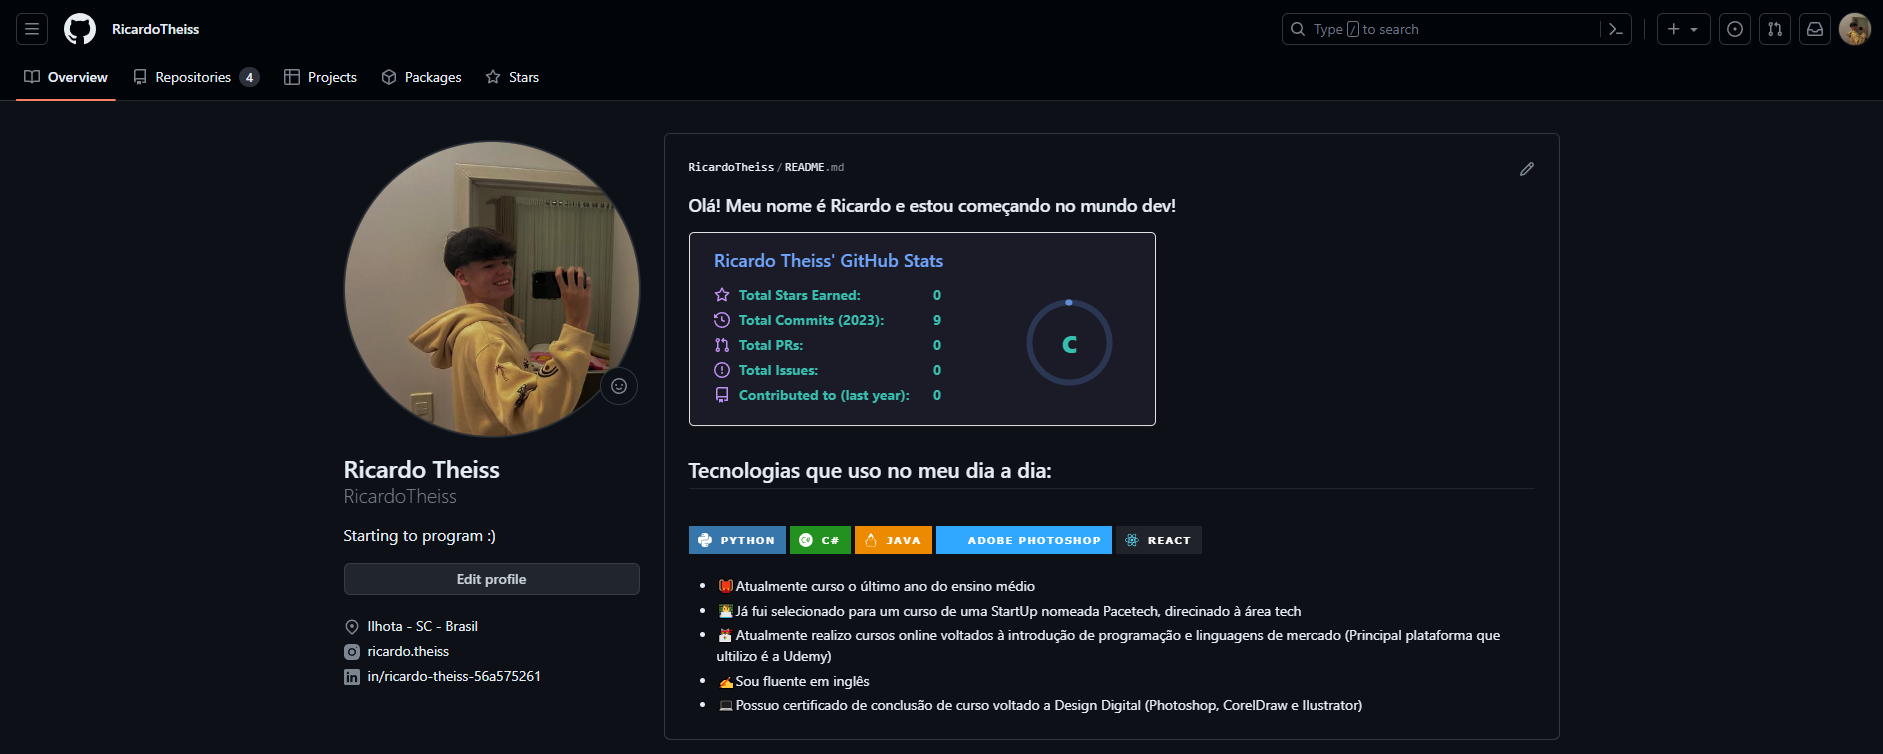 RicardoTheiss
Type / to search
Overview
Repositories 4
Projects
Packages
Stars
Ricardo Theiss
RicardoTheiss
Starting to program :)
Edit profile
Ilhota - SC - Brasil
ricardo.theiss
in/ricardo-theiss-56a575261
RicardoTheiss/README.md
Olá! Meu nome é Ricardo e estou começando no mundo dev!
Ricardo Theiss' GitHub Stats
Total Stars Earned: 0
Total Commits (2023): 9
Total PRs: 0
Total Issues: 0
Contributed to (last year): 0
C
Tecnologias que uso no meu dia a dia:
PYTHON C# JAVA ADOBE PHOTOSHOP REACT
Atualmente curso o último ano do ensino médio
Já fui selecionado para um curso de uma StartUp nomeada Pacetech, direcinado à área tech
Atualmente realizo cursos online voltados à introdução de programação e linguagens de mercado (Principal plataforma que
ultilizo é a Udemy)
Sou fluente em inglês
Possuo certificado de conclusão de curso voltado a Design Digital (Photoshop, CorelDraw e Ilustrator)